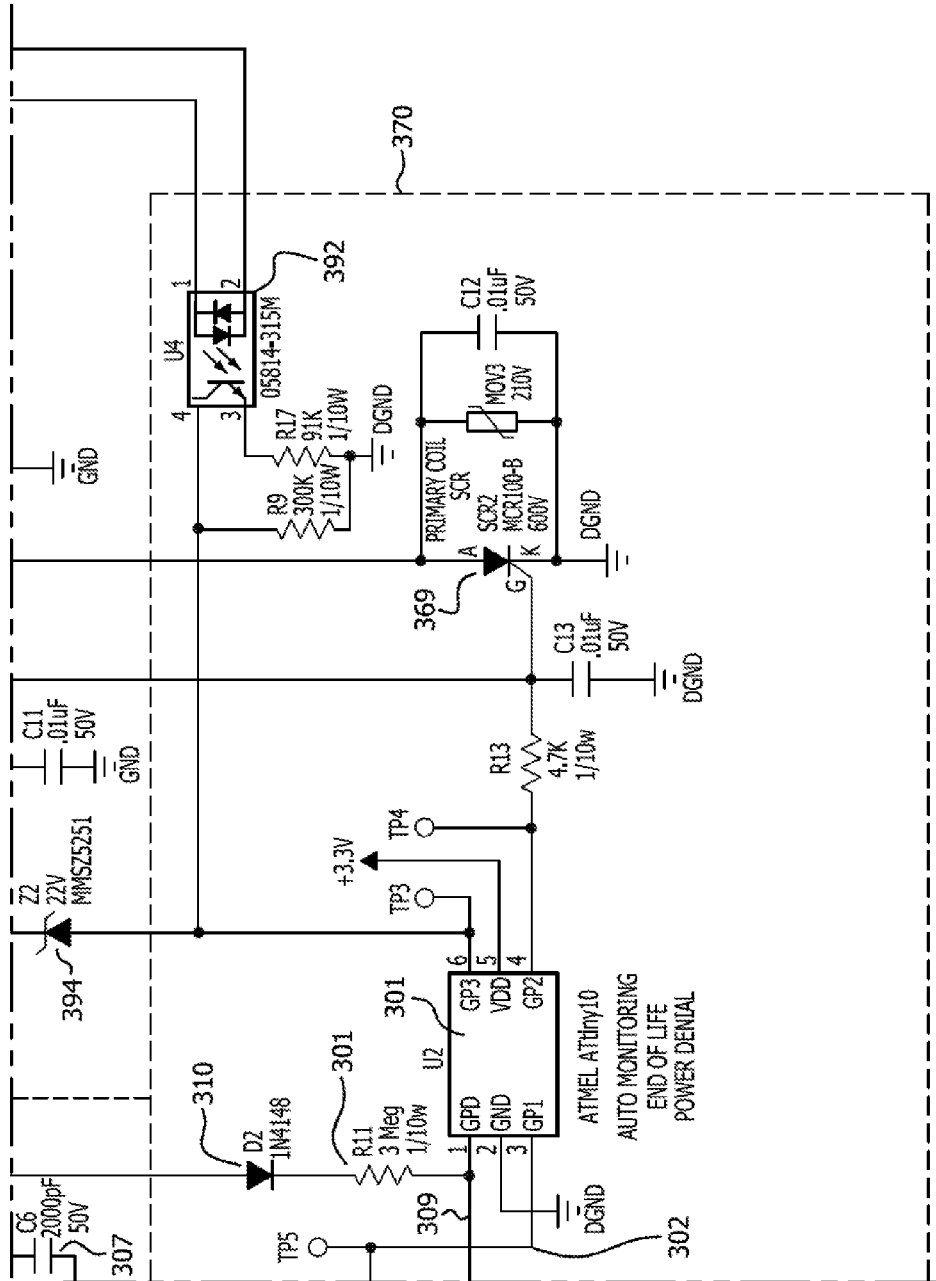 C6
2000pF
50V
307
310
D2
1N4148
301
R11
3 Meg
1/10w
309
TP5
302
394
Z2
22V
MMSZ5251
C11
.01uF
50V
GND
GND
370
U4
4
3
1
2
392
05814-315M
R9
300K
1/10W
R17
91K
1/10W
DGND
PRIMARY COIL
SCR
SCR2
MCR100-B
600V
A
G
K
369
MOV3
210V
C12
.01uF
50V
DGND
C13
.01uF
50V
DGND
R13
4.7K
1/10w
TP3
+3.3V
TP4
U2
301
1
2
3
GPD
GND
GP1
6
5
4
GP3
VDD
GP2
DGND
ATMEL ATtiny10
AUTO MONITORING
END OF LIFE
POWER DENIAL